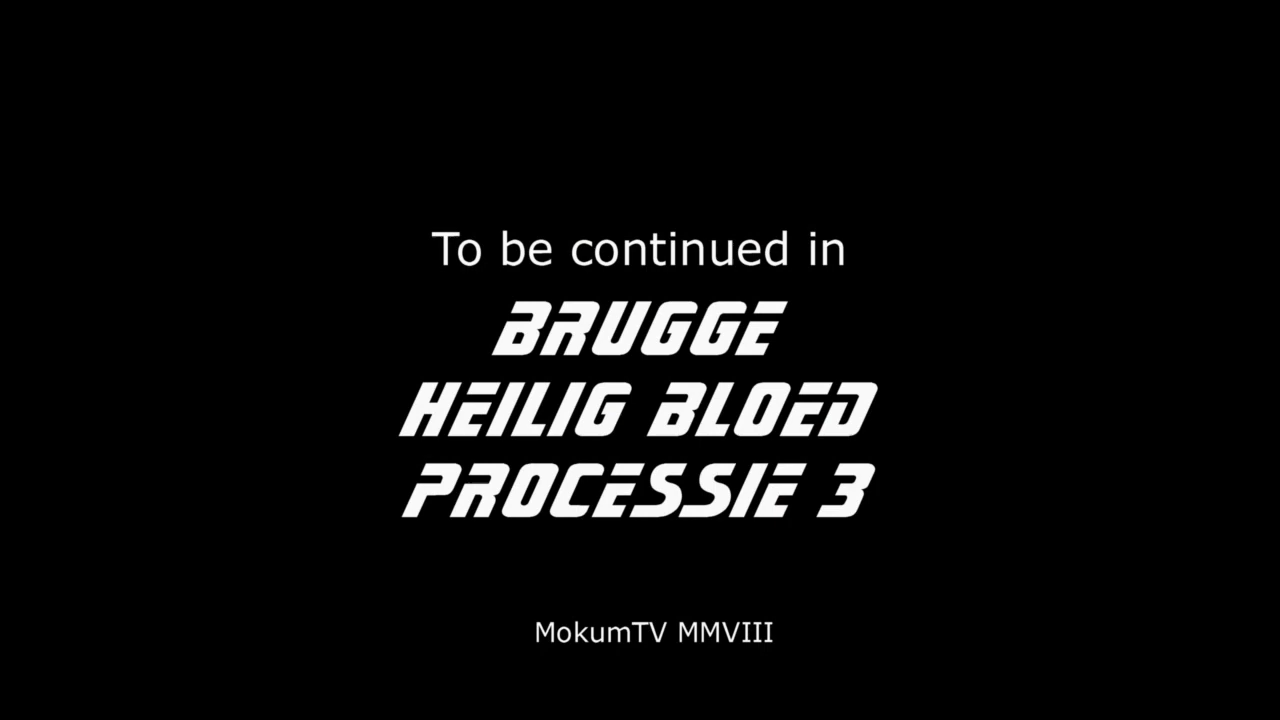 To be continued in
BRUGGE
HEILIG BLOED
PROCESSIE 3
MokumTV MMVIII